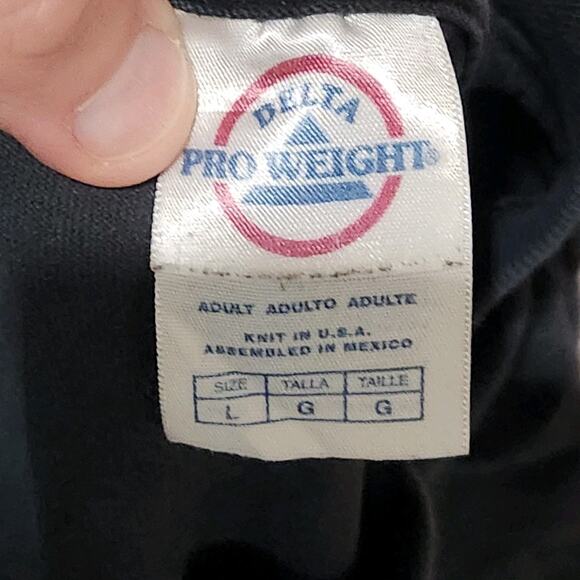 DELTA
PRO WEIGHT®
ADULT ADULTO ADULTE
KNIT IN U.S.A.
ASSEMBLED IN MEXICO
SIZE TALLA TAILLE
L G G